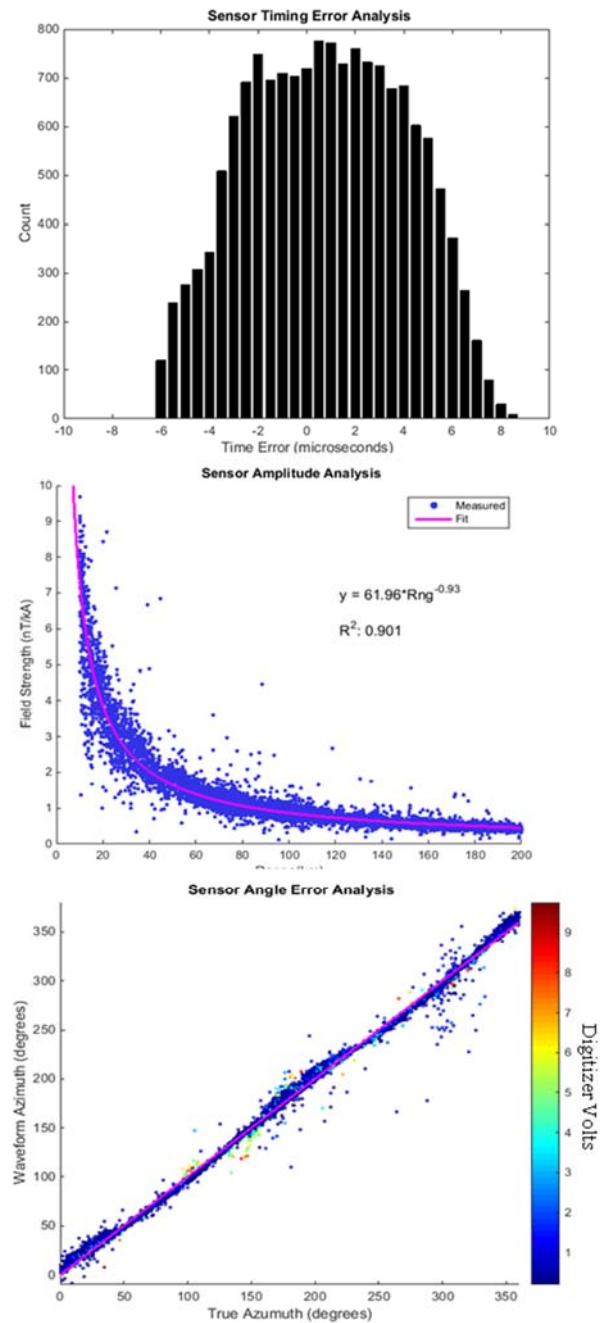 Sensor Timing Error Analysis
800
700
600
500
400
300
200
100
0
Count
-10 -8 -6 -4 -2 0 2 4 6 8 10
Time Error (microseconds)
Sensor Amplitude Analysis
10
9
8
7
6
5
4
3
2
1
0
Field Strength (nT/kA)
Measured
Fit
y = 61.96*Rng^-0.93
R^2: 0.901
0 20 40 60 80 100 120 140 160 180 200
Sensor Angle Error Analysis
350
300
250
200
150
100
50
0
Waveform Azimuth (degrees)
0 50 100 150 200 250 300 350
True Azumuth (degrees)
9
8
7
6
5
4
3
2
1
Digitizer Volts